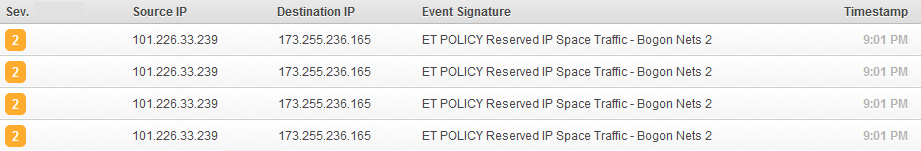 Sev. Source IP Destination IP Event Signature Timestamp
2 101.226.33.239 173.255.236.165 ET POLICY Reserved IP Space Traffic - Bogon Nets 2 9:01 PM
2 101.226.33.239 173.255.236.165 ET POLICY Reserved IP Space Traffic - Bogon Nets 2 9:01 PM
2 101.226.33.239 173.255.236.165 ET POLICY Reserved IP Space Traffic - Bogon Nets 2 9:01 PM
2 101.226.33.239 173.255.236.165 ET POLICY Reserved IP Space Traffic - Bogon Nets 2 9:01 PM